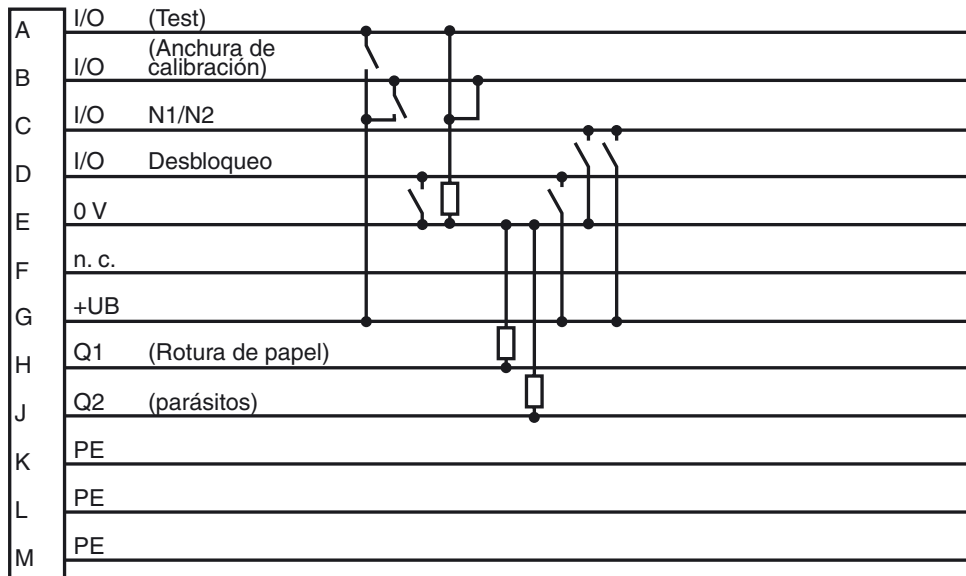 A I/O (Test)
B I/O (Anchura de
calibración)
C I/O N1/N2
D I/O Desbloqueo
E 0 V
F n. c.
G +UB
H Q1 (Rotura de papel)
J Q2 (parásitos)
K PE
L PE
M PE